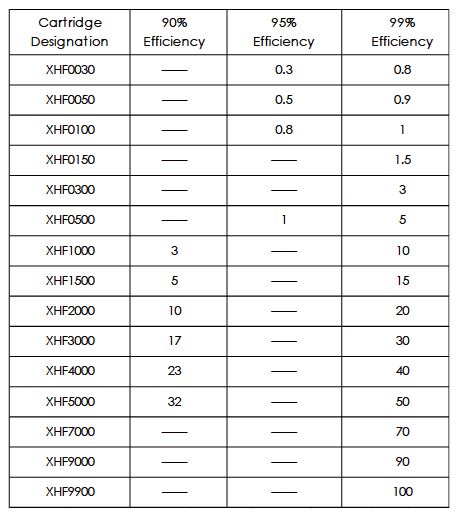 Cartridge Designation 90% Efficiency 95% Efficiency 99% Efficiency
XHF0030 —— 0.3 0.8
XHF0050 —— 0.5 0.9
XHF0100 —— 0.8 1
XHF0150 —— —— 1.5
XHF0300 —— —— 3
XHF0500 —— 1 5
XHF1000 3 —— 10
XHF1500 5 —— 15
XHF2000 10 —— 20
XHF3000 17 —— 30
XHF4000 23 —— 40
XHF5000 32 —— 50
XHF7000 —— —— 70
XHF9000 —— —— 90
XHF9900 —— —— 100